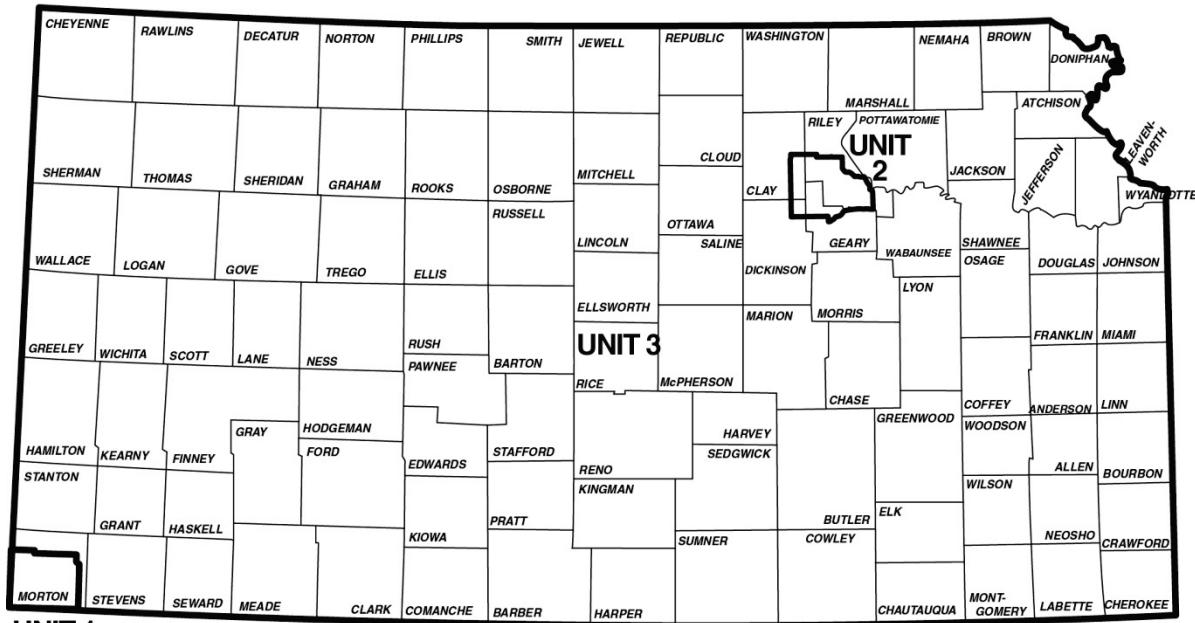 CHEYENNE
RAWLINS
DECATUR
NORTON
PHILLIPS
SMITH
JEWELL
REPUBLIC
WASHINGTON
NEMAHA
BROWN
DONIPHAN
MARSHALL
ATCHISON
RILEY
POTTAWATOMIE
UNIT
2
LEAVEN-
WORTH
SHERMAN
THOMAS
SHERIDAN
GRAHAM
ROOKS
OSBORNE
MITCHELL
CLOUD
CLAY
JACKSON
JEFFERSON
WYANDOTTE
RUSSELL
OTTAWA
LINCOLN
SALINE
GEARY
WABAUNSEE
SHAWNEE
WALLACE
LOGAN
GOVE
TREGO
ELLIS
DICKINSON
LYON
OSAGE
DOUGLAS
JOHNSON
ELLSWORTH
MARION
MORRIS
GREELEY
WICHITA
SCOTT
LANE
NESS
RUSH
PAWNEE
BARTON
UNIT 3
RICE
McPHERSON
CHASE
FRANKLIN
MIAMI
COFFEY
ANDERSON
LINN
HAMILTON
KEARNY
FINNEY
GRAY
HODGEMAN
FORD
EDWARDS
STAFFORD
RENO
HARVEY
SEDGWICK
GREENWOOD
WOODSON
ALLEN
BOURBON
STANTON
GRANT
HASKELL
KIOWA
PRATT
KINGMAN
BUTLER
ELK
WILSON
NEOSHO
CRAWFORD
MORTON
STEVENS
SEWARD
MEADE
CLARK
COMANCHE
BARBER
HARPER
SUMNER
COWLEY
CHAUTAUQUA
MONT-
GOMERY
LABETTE
CHEROKEE